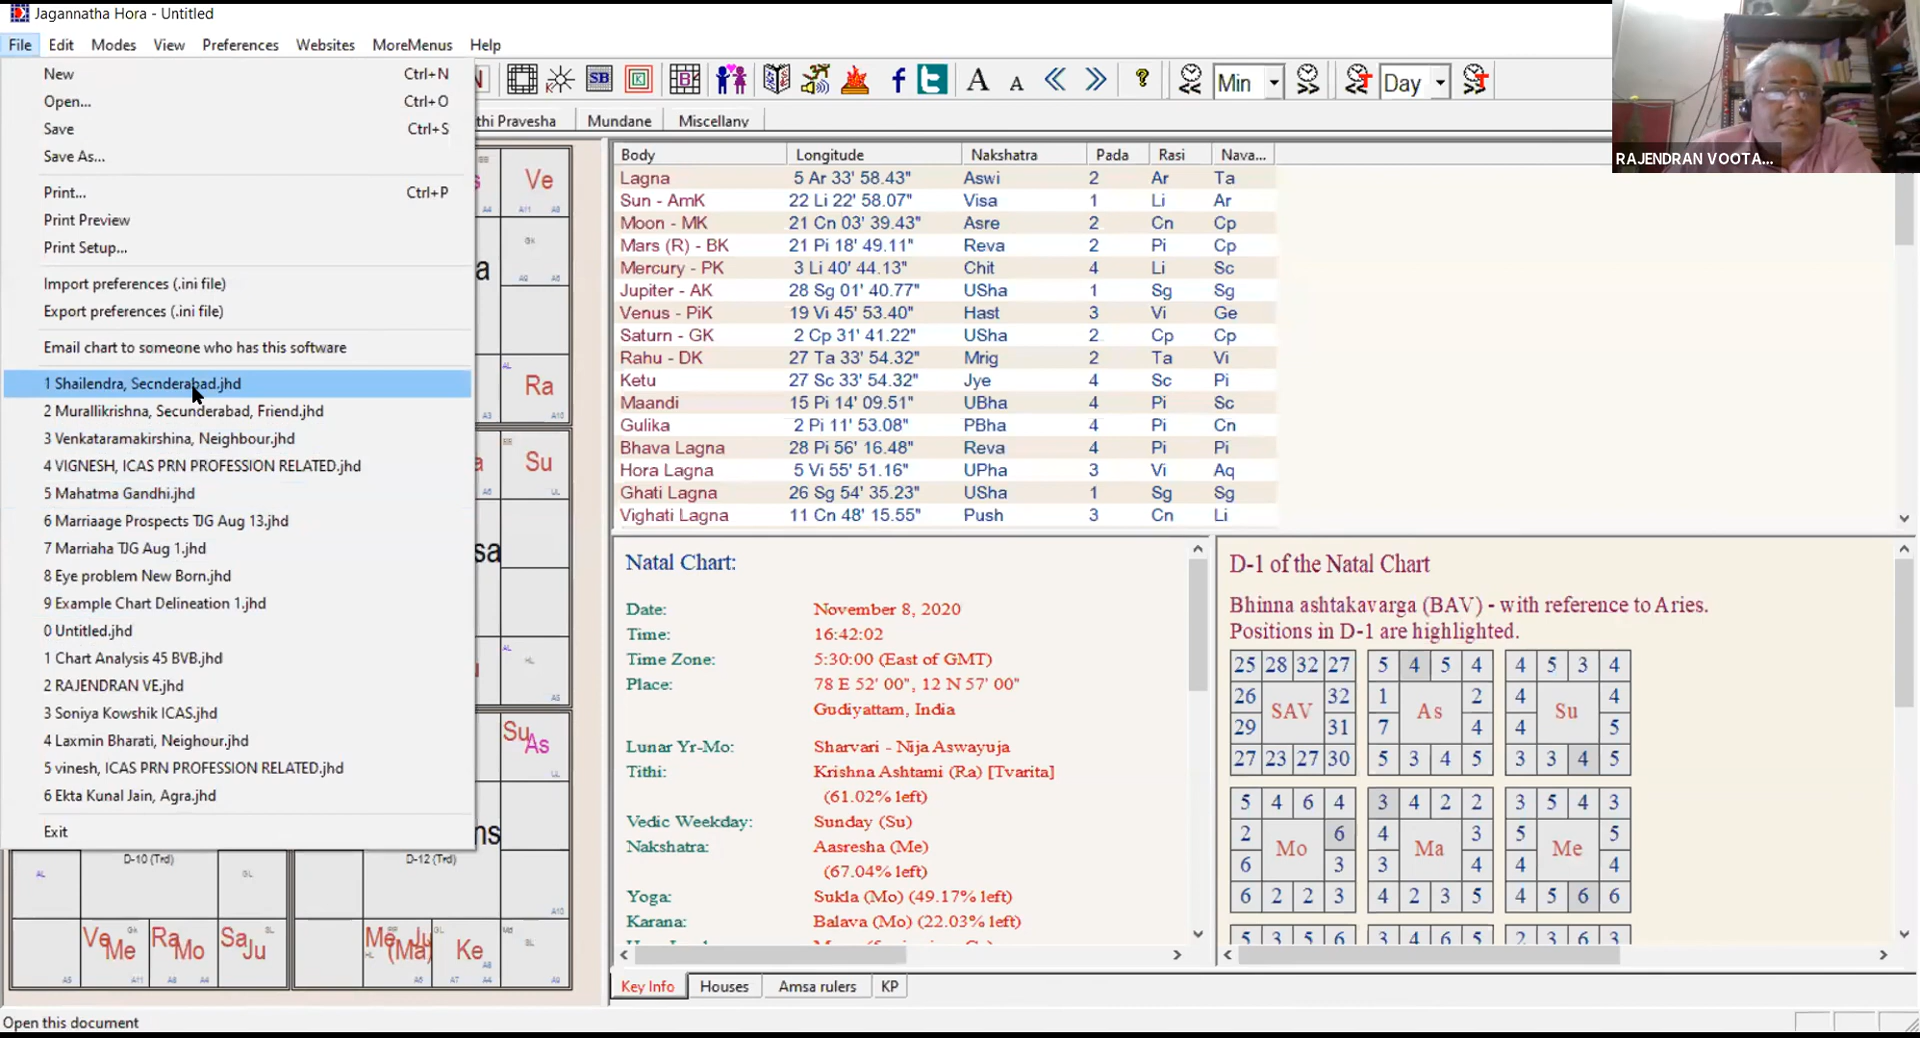 Jagannatha Hora - Untitled
File Edit Modes View Preferences Websites MoreMenus Help
New Ctrl+N
Open... Ctrl+O
Save Ctrl+S
Save As...
Print... Ctrl+P
Print Preview
Print Setup...
Import preferences (.ini file)
Export preferences (.ini file)
Email chart to someone who has this software
1 Shailendra, Secnderabad.jhd
2 Murallikrishna, Secunderabad, Friend.jhd
3 Venkataramakirshina, Neighbour.jhd
4 VIGNESH, ICAS PRN PROFESSION RELATED.jhd
5 Mahatma Gandhi.jhd
6 Marriaage Prospects TJG Aug 13.jhd
7 Marriaha TJG Aug 1.jhd
8 Eye problem New Born.jhd
9 Example Chart Delineation 1.jhd
0 Untitled.jhd
1 Chart Analysis 45 BVB.jhd
2 RAJENDRAN VE.jhd
3 Soniya Kowshik ICAS.jhd
4 Laxmin Bharati, Neighour.jhd
5 vinesh, ICAS PRN PROFESSION RELATED.jhd
6 Ekta Kunal Jain, Agra.jhd
Exit
SB K B f A A ? Min Day
thi Pravesha Mundane Miscellany
RAJENDRAN VOOTA...
Ve
Ra
Su
Su As
D-10 (Trd) D-12 (Trd)
Ve Me Ra Mo Sa Ju Me Ju (Ma) Ke
Body Longitude Nakshatra Pada Rasi Nava...
Lagna 5 Ar 33' 58.43" Aswi 2 Ar Ta
Sun - AmK 22 Li 22' 58.07" Visa 1 Li Ar
Moon - MK 21 Cn 03' 39.43" Asre 2 Cn Cp
Mars (R) - BK 21 Pi 18' 49.11" Reva 2 Pi Cp
Mercury - PK 3 Li 40' 44.13" Chit 4 Li Sc
Jupiter - AK 28 Sg 01' 40.77" USha 1 Sg Sg
Venus - PiK 19 Vi 45' 53.40" Hast 3 Vi Ge
Saturn - GK 2 Cp 31' 41.22" USha 2 Cp Cp
Rahu - DK 27 Ta 33' 54.32" Mrig 2 Ta Vi
Ketu 27 Sc 33' 54.32" Jye 4 Sc Pi
Maandi 15 Pi 14' 09.51" UBha 4 Pi Sc
Gulika 2 Pi 11' 53.08" PBha 4 Pi Cn
Bhava Lagna 28 Pi 56' 16.48" Reva 4 Pi Pi
Hora Lagna 5 Vi 55' 51.16" UPha 3 Vi Aq
Ghati Lagna 26 Sg 54' 35.23" USha 1 Sg Sg
Vighati Lagna 11 Cn 48' 15.55" Push 3 Cn Li
Natal Chart:
Date: November 8, 2020
Time: 16:42:02
Time Zone: 5:30:00 (East of GMT)
Place: 78 E 52' 00", 12 N 57' 00"
Gudiyattam, India
Lunar Yr-Mo: Sharvari - Nija Aswayuja
Tithi: Krishna Ashtami (Ra) [Tvarita]
(61.02% left)
Vedic Weekday: Sunday (Su)
Nakshatra: Aasresha (Me)
(67.04% left)
Yoga: Sukla (Mo) (49.17% left)
Karana: Balava (Mo) (22.03% left)
Key Info Houses Amsa rulers KP
D-1 of the Natal Chart
Bhinna ashtakavarga (BAV) - with reference to Aries.
Positions in D-1 are highlighted.
25 28 32 27 5 4 5 4 4 5 3 4
26 SAV 32 1 As 2 4 Su 4
29 31 7 4 4 5
27 23 27 30 5 3 4 5 3 3 4 5
5 4 6 4 3 4 2 2 3 5 4 3
2 Mo 6 4 Ma 3 5 Me 5
6 3 3 4 4 4
6 2 2 3 4 2 3 5 4 5 6 6
5 3 5 6 3 4 6 5 2 3 6 3
Open this document